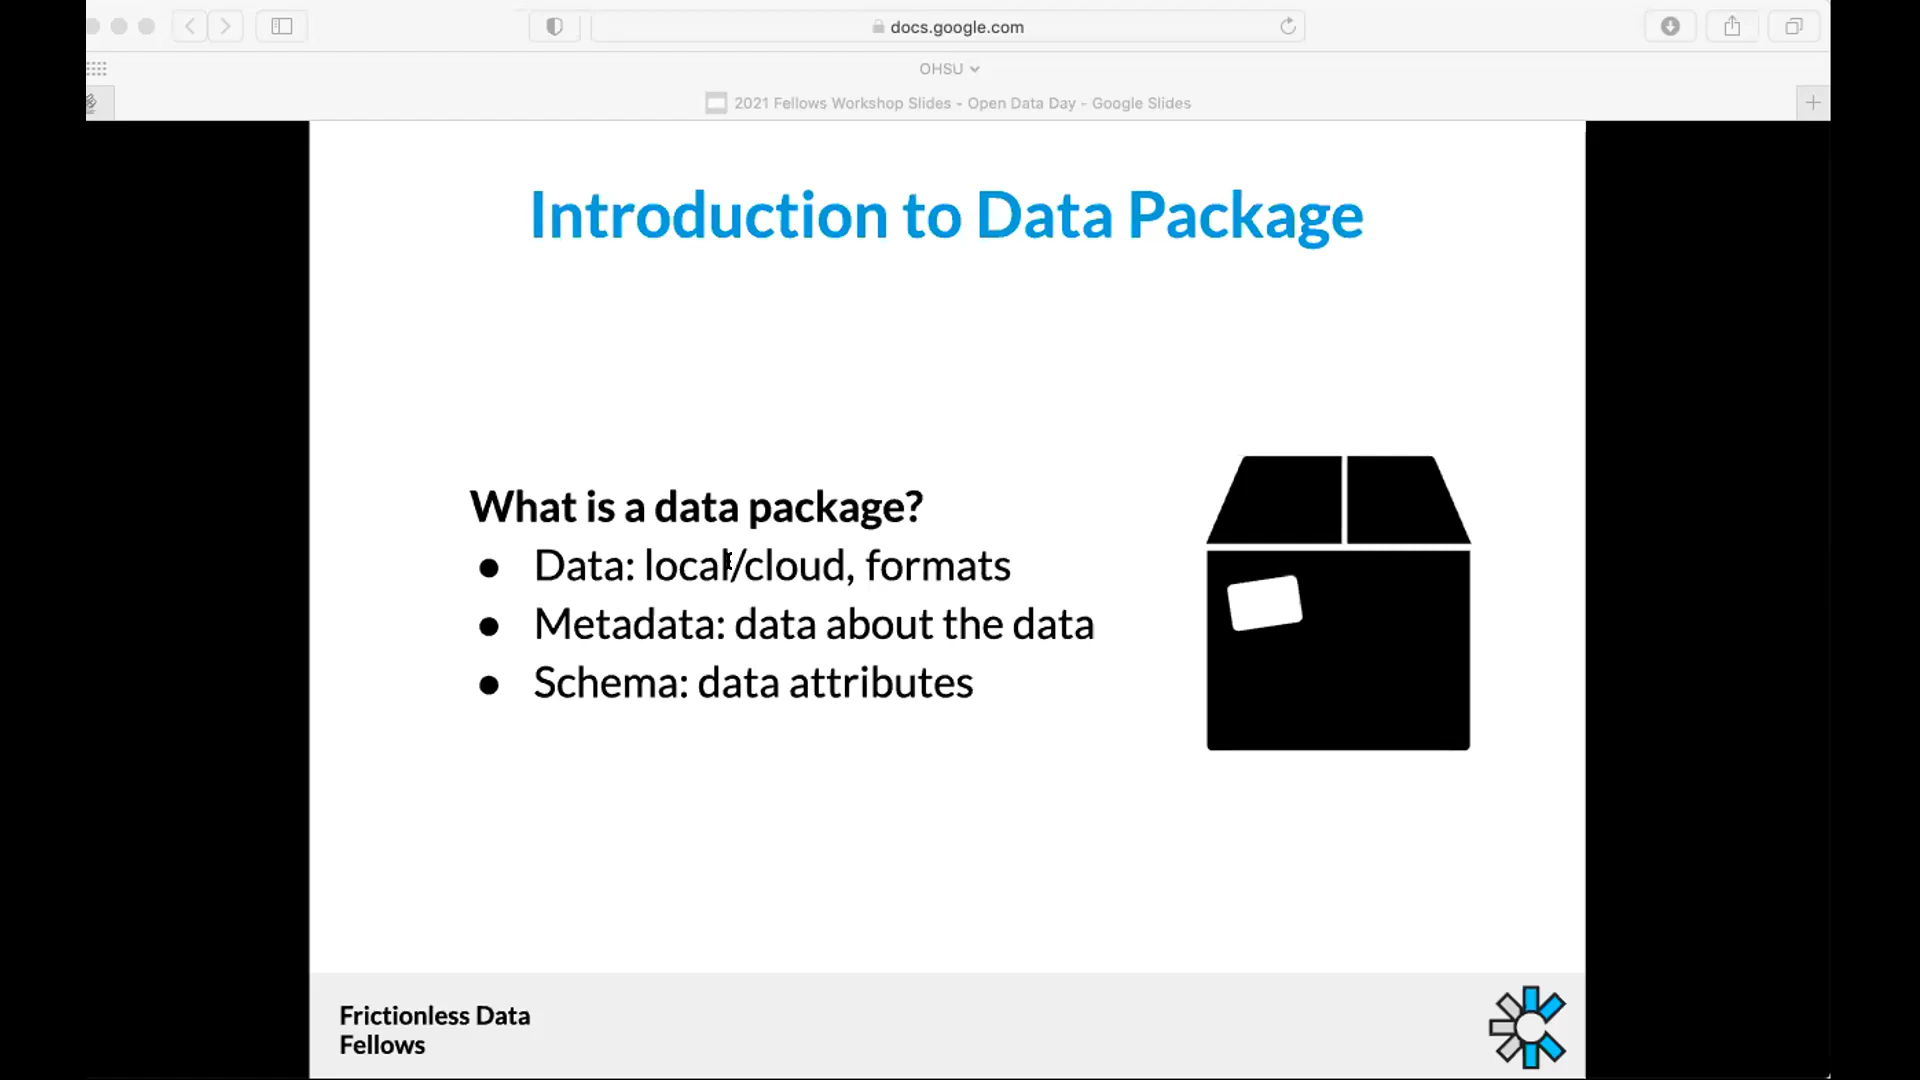 docs.google.com
OHSU
2021 Fellows Workshop Slides - Open Data Day - Google Slides
Introduction to Data Package
What is a data package?
● Data: local/cloud, formats
● Metadata: data about the data
● Schema: data attributes
Frictionless Data
Fellows